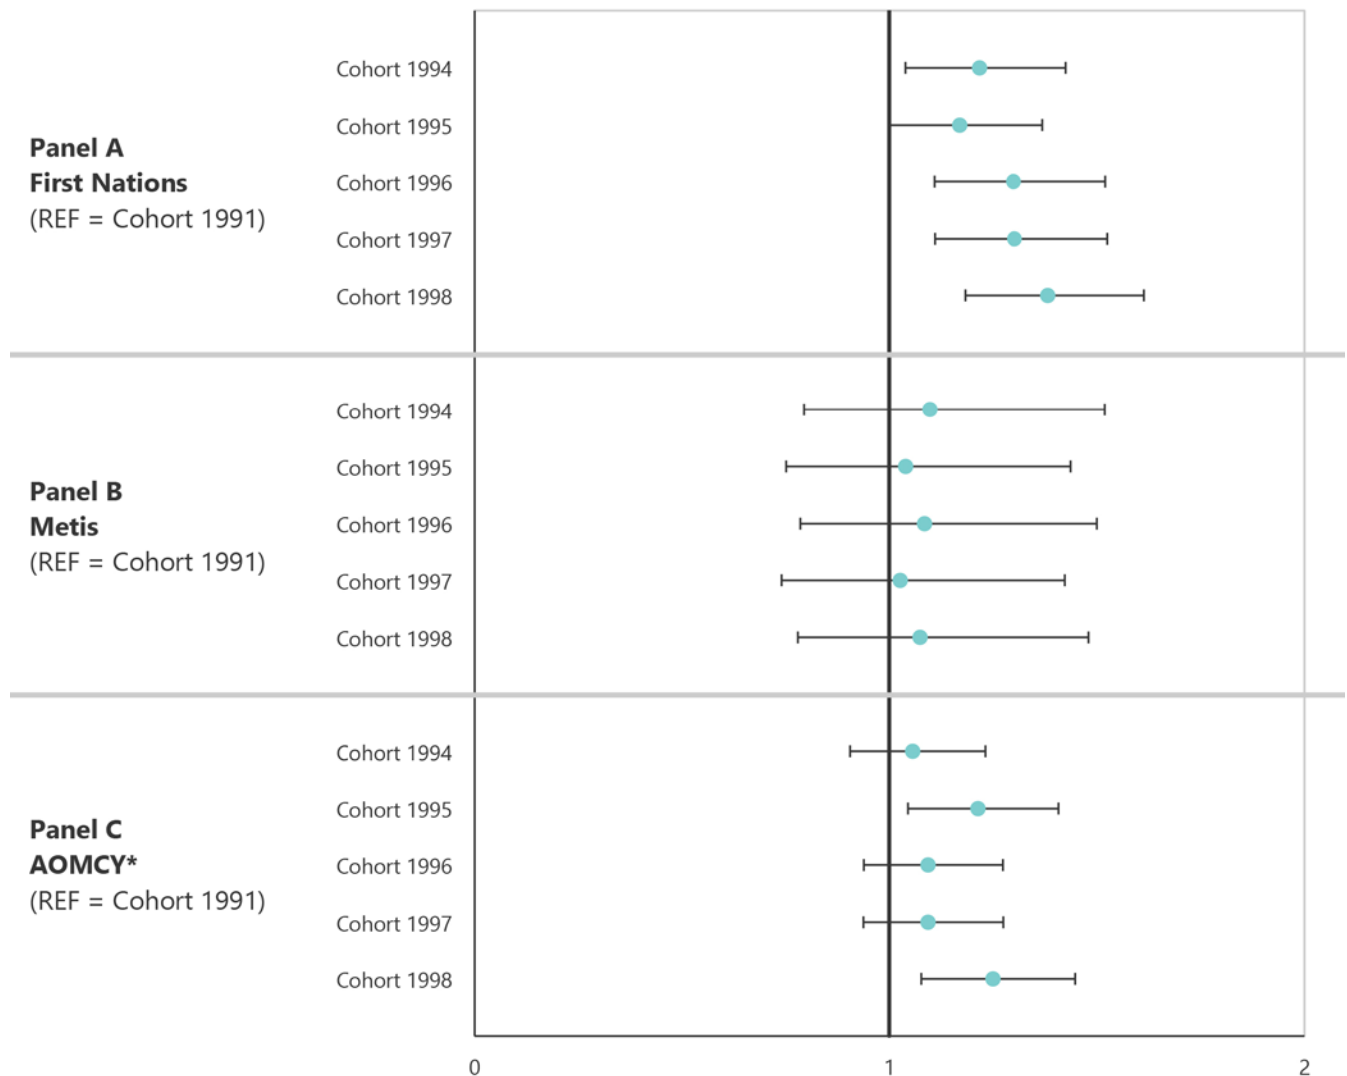 Panel A
First Nations
(REF = Cohort 1991)
Cohort 1994
Cohort 1995
Cohort 1996
Cohort 1997
Cohort 1998
Panel B
Metis
(REF = Cohort 1991)
Cohort 1994
Cohort 1995
Cohort 1996
Cohort 1997
Cohort 1998
Panel C
AOMCY*
(REF = Cohort 1991)
Cohort 1994
Cohort 1995
Cohort 1996
Cohort 1997
Cohort 1998
0 1 2